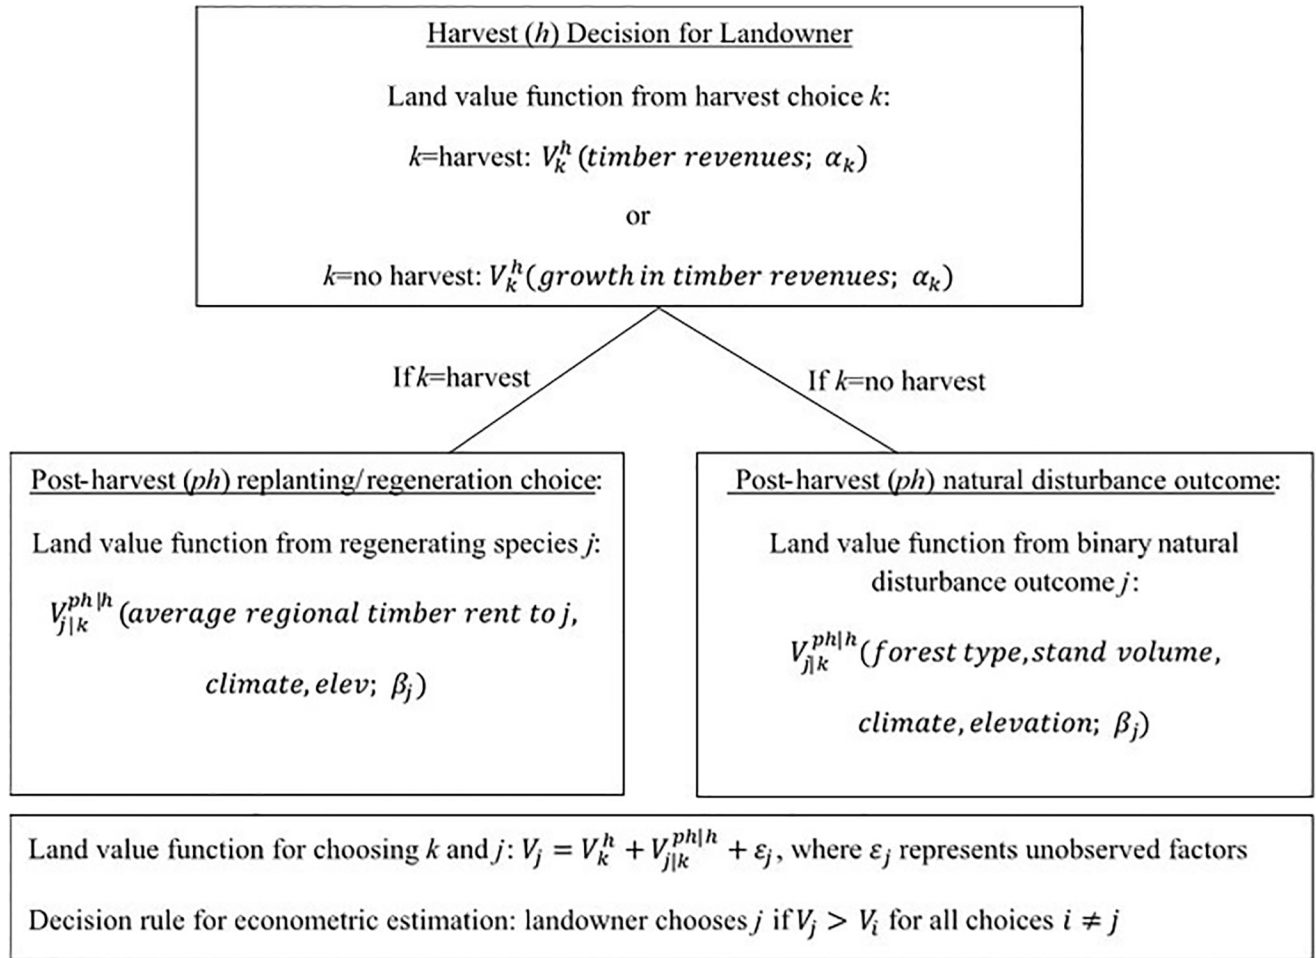 Harvest (h) Decision for Landowner
Land value function from harvest choice k:
k=harvest: V_k^h (timber revenues; α_k)
or
k=no harvest: V_k^h(growth in timber revenues; α_k)
If k=harvest
If k=no harvest
Post-harvest (ph) replanting/regeneration choice:
Land value function from regenerating species j:
V_{j|k}^{ph|h} (average regional timber rent to j,
climate, elev; β_j)
Post-harvest (ph) natural disturbance outcome:
Land value function from binary natural
disturbance outcome j:
V_{j|k}^{ph|h}(forest type, stand volume,
climate, elevation; β_j)
Land value function for choosing k and j: V_j = V_k^h + V_{j|k}^{ph|h} + ε_j, where ε_j represents unobserved factors
Decision rule for econometric estimation: landowner chooses j if V_j > V_i for all choices i ≠ j